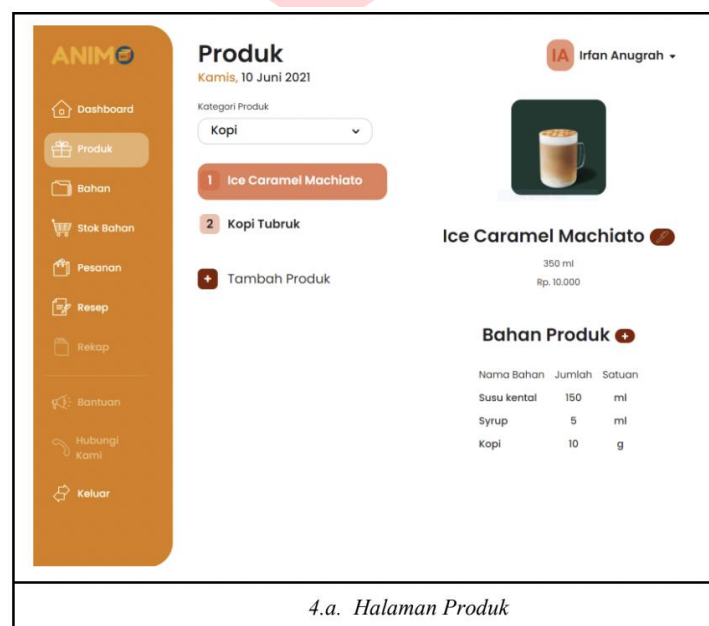 ANIMO
Dashboard
Produk
Bahan
Stok Bahan
Pesanan
Resep
Rekap
Bantuan
Hubungi
Kami
Keluar
Produk
Kamis, 10 Juni 2021
Kategori Produk
Kopi
1 Ice Caramel Machiato
2 Kopi Tubruk
+ Tambah Produk
IA Irfan Anugrah
Ice Caramel Machiato
350 ml
Rp. 10.000
Bahan Produk +
Nama Bahan Jumlah Satuan
Susu kental 150 ml
Syrup 5 ml
Kopi 10 g
4.a. Halaman Produk